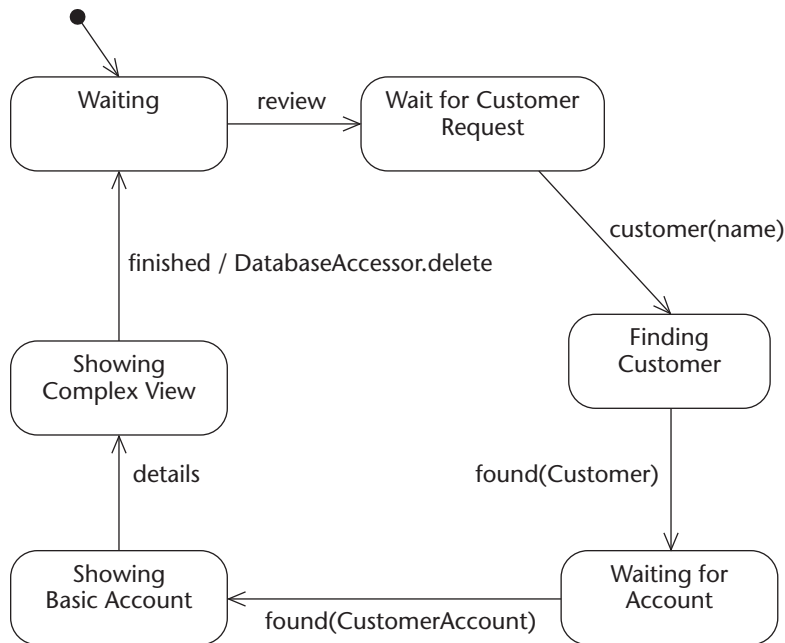 Waiting
review
Wait for Customer
Request
customer(name)
finished / DatabaseAccessor.delete
Showing
Complex View
Finding
Customer
details
found(Customer)
Showing
Basic Account
found(CustomerAccount)
Waiting for
Account